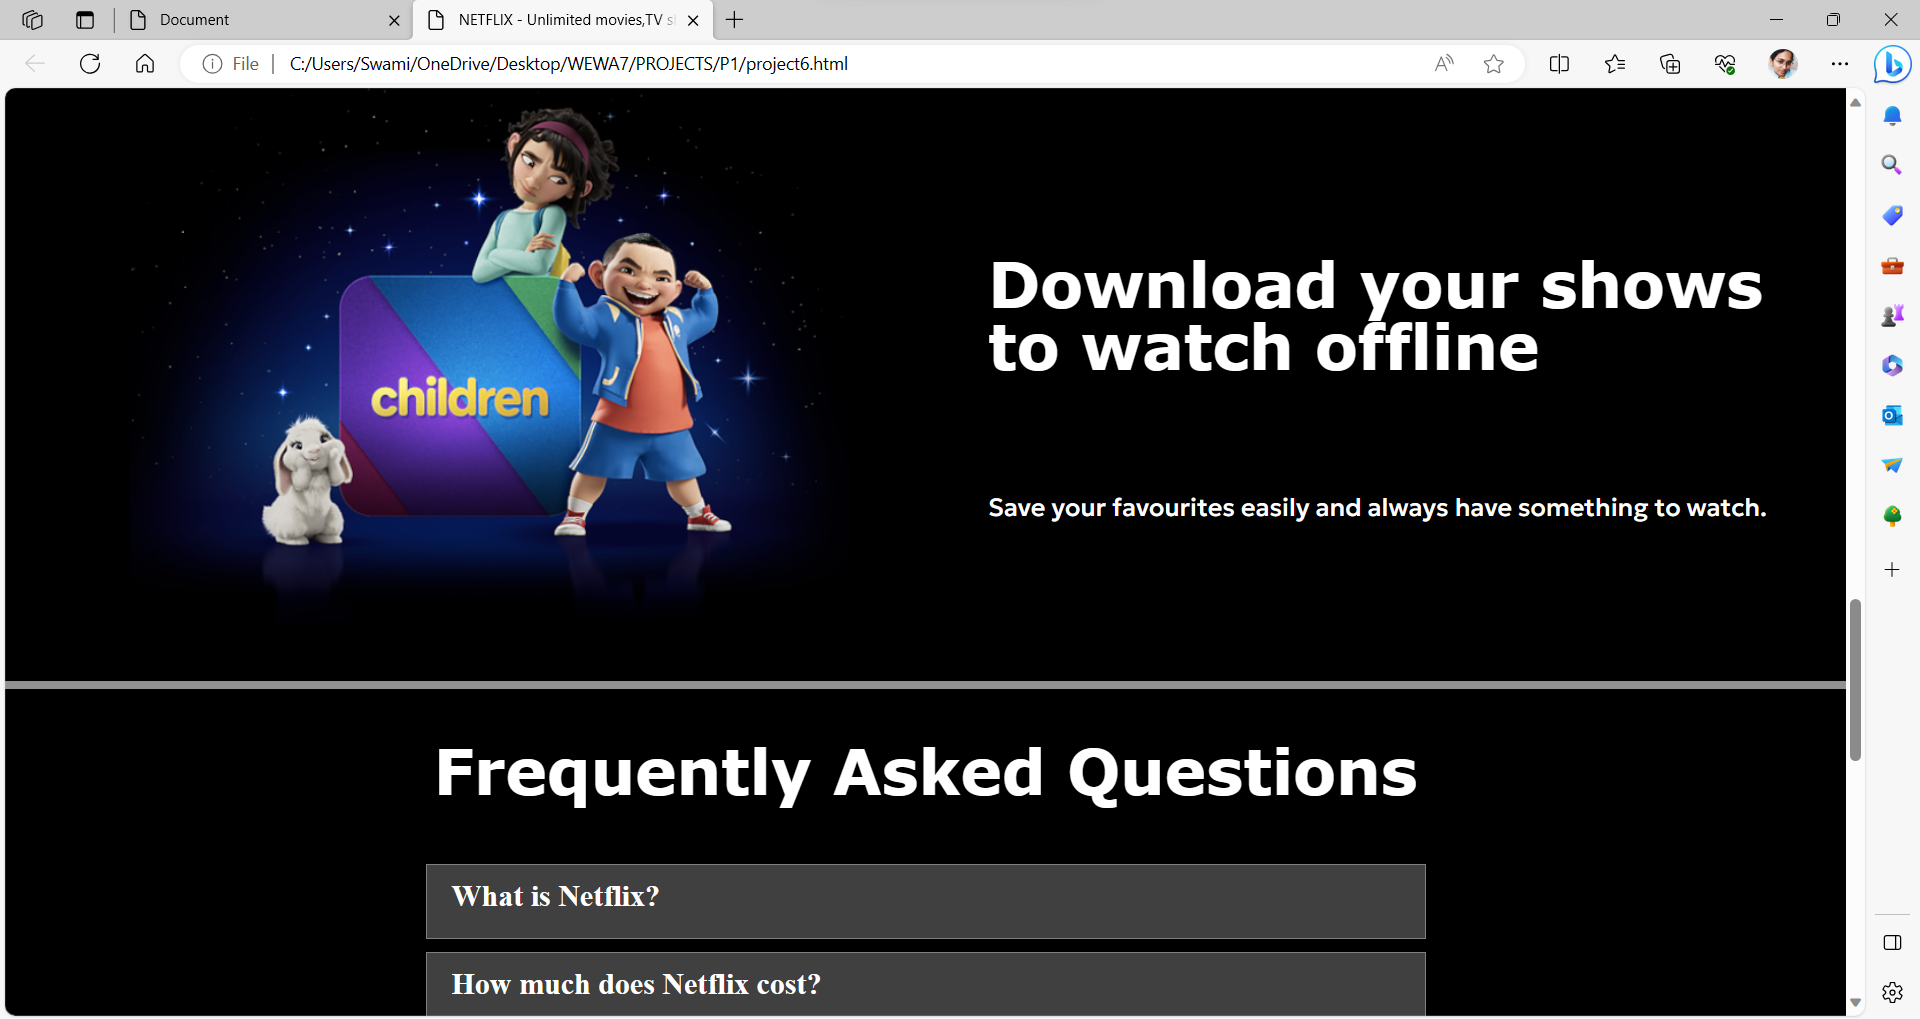 Document
NETFLIX - Unlimited movies,TV s
File
C:/Users/Swami/OneDrive/Desktop/WEWA7/PROJECTS/P1/project6.html
children
Download your shows
to watch offline
Save your favourites easily and always have something to watch.
Frequently Asked Questions
What is Netflix?
How much does Netflix cost?